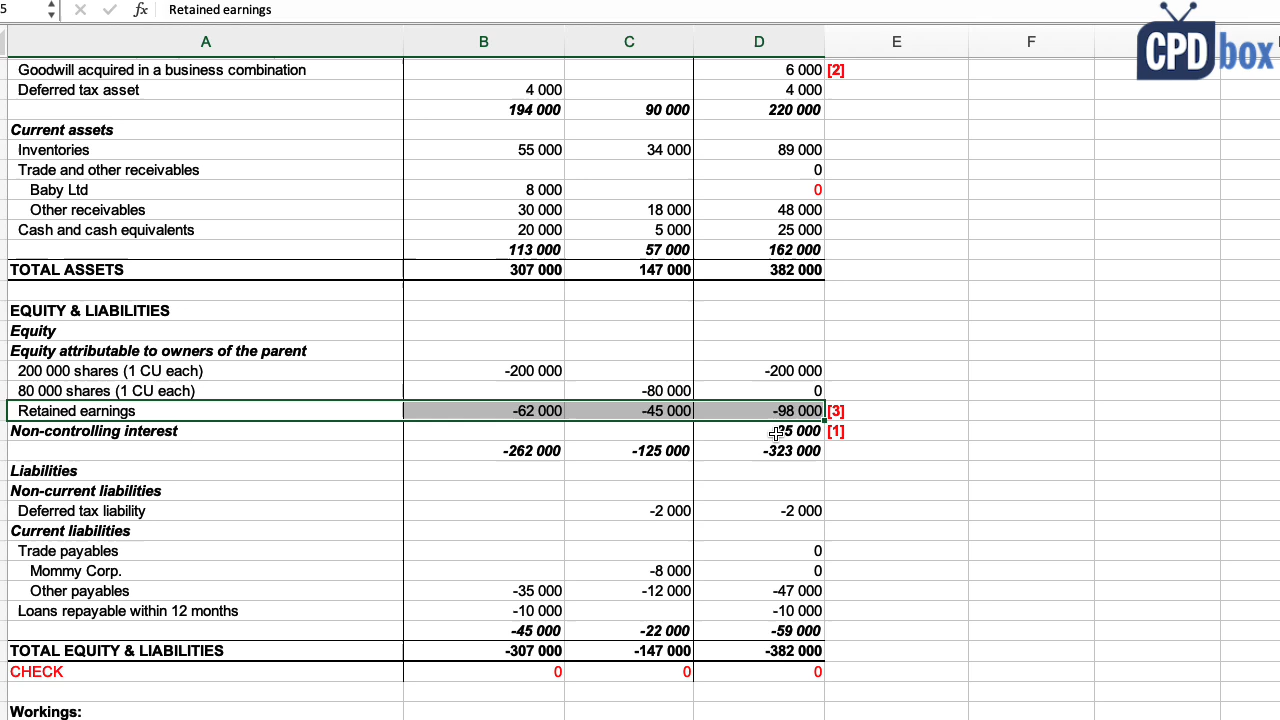 5 fx Retained earnings
CPDbox
A B C D E F
Goodwill acquired in a business combination 6 000 [2]
Deferred tax asset 4 000 4 000
194 000 90 000 220 000
Current assets
Inventories 55 000 34 000 89 000
Trade and other receivables 0
Baby Ltd 8 000 0
Other receivables 30 000 18 000 48 000
Cash and cash equivalents 20 000 5 000 25 000
113 000 57 000 162 000
TOTAL ASSETS 307 000 147 000 382 000
EQUITY & LIABILITIES
Equity
Equity attributable to owners of the parent
200 000 shares (1 CU each) -200 000 -200 000
80 000 shares (1 CU each) -80 000 0
Retained earnings -62 000 -45 000 -98 000 [3]
Non-controlling interest 000 [1]
-262 000 -125 000 -323 000
Liabilities
Non-current liabilities
Deferred tax liability -2 000 -2 000
Current liabilities
Trade payables 0
Mommy Corp. -8 000 0
Other payables -35 000 -12 000 -47 000
Loans repayable within 12 months -10 000 -10 000
-45 000 -22 000 -59 000
TOTAL EQUITY & LIABILITIES -307 000 -147 000 -382 000
CHECK 0 0 0
Workings: